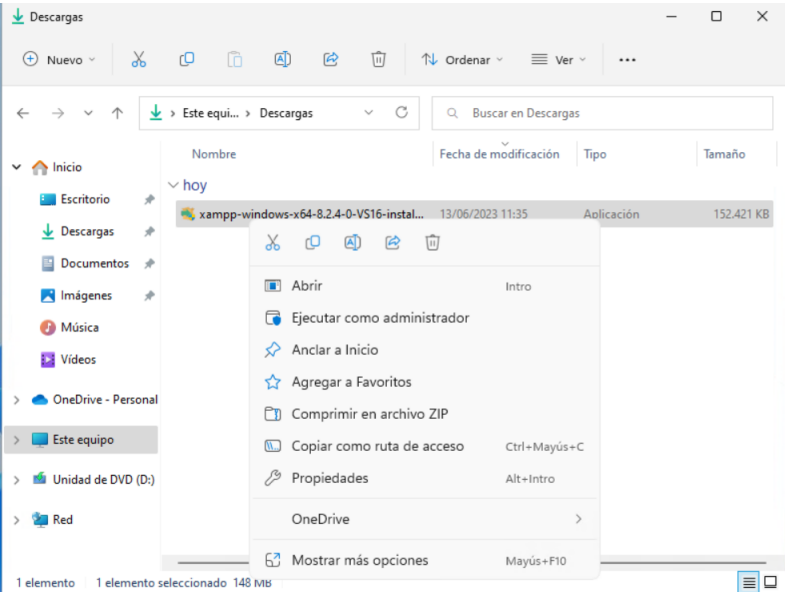 Descargas
Nuevo
Ordenar
Ver
Este equi... > Descargas
Buscar en Descargas
Nombre
Fecha de modificación
Tipo
Tamaño
Inicio
Escritorio
Descargas
Documentos
Imágenes
Música
Vídeos
OneDrive - Personal
Este equipo
Unidad de DVD (D:)
Red
hoy
xampp-windows-x64-8.2.4-0-VS16-instal... 13/06/2023 11:35 Aplicación 152.421 KB
Abrir Intro
Ejecutar como administrador
Anclar a Inicio
Agregar a Favoritos
Comprimir en archivo ZIP
Copiar como ruta de acceso Ctrl+Mayús+C
Propiedades Alt+Intro
OneDrive
Mostrar más opciones Mayús+F10
1 elemento 1 elemento seleccionado 148 MB